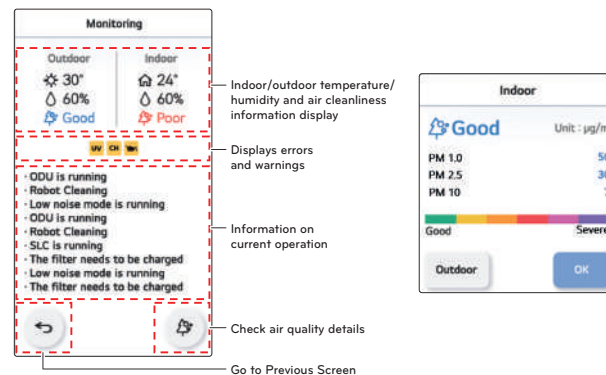 Monitoring
Outdoor
Indoor
30°
24°
60%
60%
Good
Poor
UV CH
· ODU is running
· Robot Cleaning
· Low noise mode is running
· ODU is running
· Robot Cleaning
· SLC is running
· The filter needs to be charged
· Low noise mode is running
· The filter needs to be charged
Indoor/outdoor temperature/
humidity and air cleanliness
information display
Displays errors
and warnings
Information on
current operation
Check air quality details
Go to Previous Screen
Indoor
Good
Unit : μg/m
PM 1.0
PM 2.5
PM 10
Good
Severe
Outdoor
OK